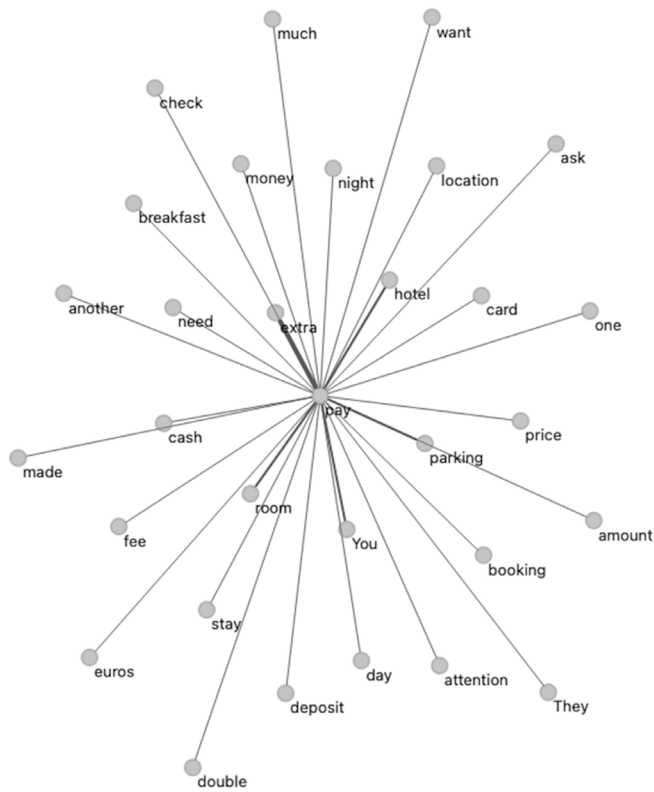 much
want
check
ask
money
night
location
breakfast
hotel
another
need
extra
card
one
pay
cash
price
made
parking
room
fee
You
amount
booking
stay
euros
day
attention
deposit
They
double